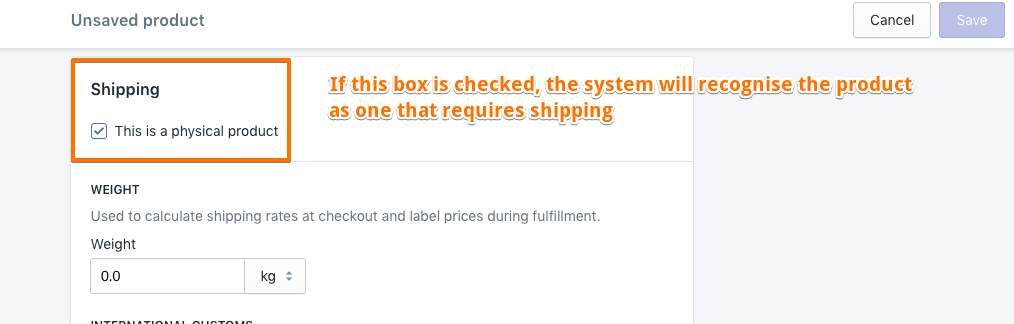 Unsaved product
Cancel
Save
Shipping
If this box is checked, the system will recognise the product
as one that requires shipping
This is a physical product
WEIGHT
Used to calculate shipping rates at checkout and label prices during fulfillment.
Weight
0.0
kg
INTERNATIONAL CUSTOMS